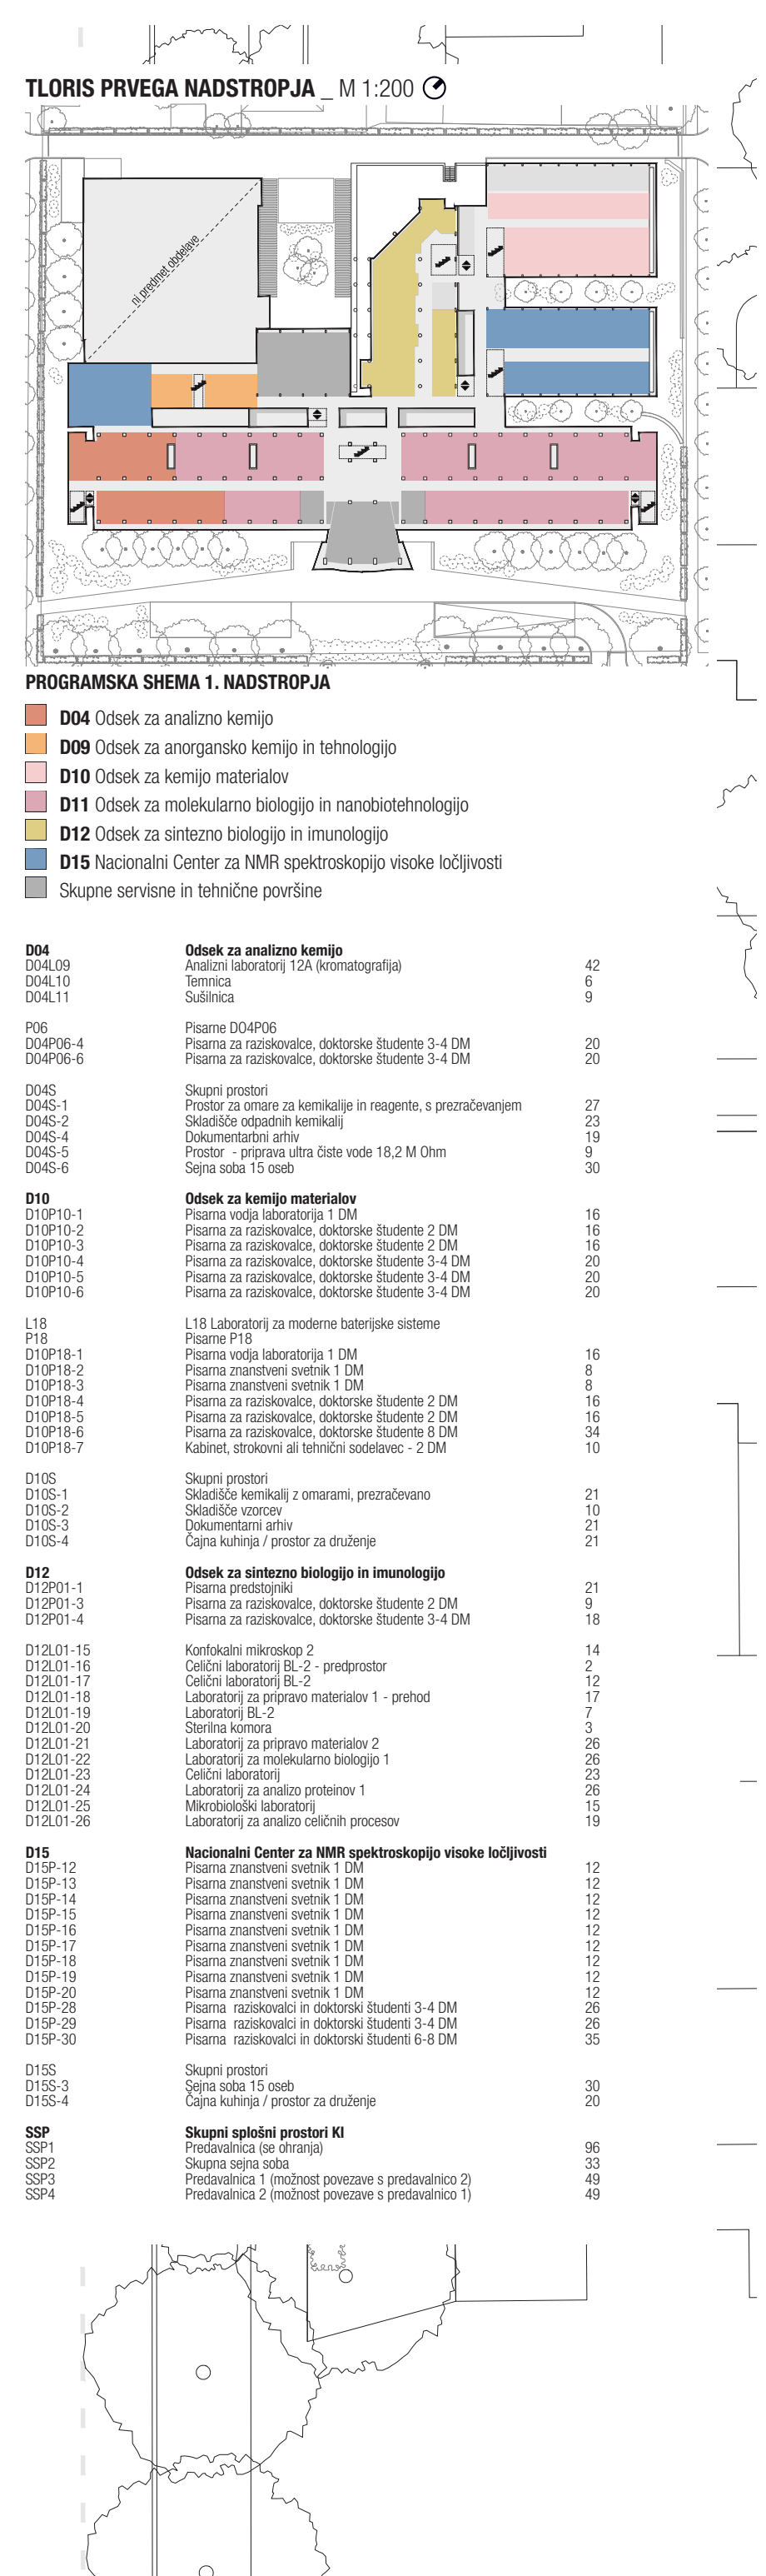 TLORIS PRVEGA NADSTROPJA _ M 1:200
ni predmet obdelave
PROGRAMSKA SHEMA 1. NADSTROPJA
D04 Odsek za analizno kemijo
D09 Odsek za anorgansko kemijo in tehnologijo
D10 Odsek za kemijo materialov
D11 Odsek za molekularno biologijo in nanobiotehnologijo
D12 Odsek za sintezno biologijo in imunologijo
D15 Nacionalni Center za NMR spektroskopijo visoke ločljivosti
Skupne servisne in tehnične površine
D04 Odsek za analizno kemijo
D04L09 Analizni laboratorij 12A (kromatografija) 42
D04L10 Temnica 6
D04L11 Sušilnica 9
P06 Pisarne DO4P06
D04P06-4 Pisarna za raziskovalce, doktorske študente 3-4 DM 20
D04P06-6 Pisarna za raziskovalce, doktorske študente 3-4 DM 20
D04S Skupni prostori
D04S-1 Prostor za omare za kemikalije in reagente, s prezračevanjem 27
D04S-2 Skladišče odpadnih kemikalij 23
D04S-4 Dokumentarbni arhiv 19
D04S-5 Prostor - priprava ultra čiste vode 18,2 M Ohm 9
D04S-6 Sejna soba 15 oseb 30
D10 Odsek za kemijo materialov
D10P10-1 Pisarna vodja laboratorija 1 DM 16
D10P10-2 Pisarna za raziskovalce, doktorske študente 2 DM 16
D10P10-3 Pisarna za raziskovalce, doktorske študente 2 DM 16
D10P10-4 Pisarna za raziskovalce, doktorske študente 3-4 DM 20
D10P10-5 Pisarna za raziskovalce, doktorske študente 3-4 DM 20
D10P10-6 Pisarna za raziskovalce, doktorske študente 3-4 DM 20
L18 L18 Laboratorij za moderne baterijske sisteme
P18 Pisarne P18
D10P18-1 Pisarna vodja laboratorija 1 DM 16
D10P18-2 Pisarna znanstveni svetnik 1 DM 8
D10P18-3 Pisarna znanstveni svetnik 1 DM 8
D10P18-4 Pisarna za raziskovalce, doktorske študente 2 DM 16
D10P18-5 Pisarna za raziskovalce, doktorske študente 2 DM 16
D10P18-6 Pisarna za raziskovalce, doktorske študente 8 DM 34
D10P18-7 Kabinet, strokovni ali tehnični sodelavec - 2 DM 10
D10S Skupni prostori
D10S-1 Skladišče kemikalij z omarami, prezračevano 21
D10S-2 Skladišče vzorcev 10
D10S-3 Dokumentarni arhiv 21
D10S-4 Čajna kuhinja / prostor za druženje 21
D12 Odsek za sintezno biologijo in imunologijo
D12P01-1 Pisarna predstojniki 21
D12P01-3 Pisarna za raziskovalce, doktorske študente 2 DM 9
D12P01-4 Pisarna za raziskovalce, doktorske študente 3-4 DM 18
D12L01-15 Konfokalni mikroskop 2 14
D12L01-16 Celični laboratorij BL-2 - predprostor 2
D12L01-17 Celični laboratorij BL-2 12
D12L01-18 Laboratorij za pripravo materialov 1 - prehod 17
D12L01-19 Laboratorij BL-2 7
D12L01-20 Sterilna komora 3
D12L01-21 Laboratorij za pripravo materialov 2 26
D12L01-22 Laboratorij za molekularno biologijo 1 26
D12L01-23 Celični laboratorij 23
D12L01-24 Laboratorij za analizo proteinov 1 26
D12L01-25 Mikrobiološki laboratorij 15
D12L01-26 Laboratorij za analizo celičnih procesov 19
D15 Nacionalni Center za NMR spektroskopijo visoke ločljivosti
D15P-12 Pisarna znanstveni svetnik 1 DM 12
D15P-13 Pisarna znanstveni svetnik 1 DM 12
D15P-14 Pisarna znanstveni svetnik 1 DM 12
D15P-15 Pisarna znanstveni svetnik 1 DM 12
D15P-16 Pisarna znanstveni svetnik 1 DM 12
D15P-17 Pisarna znanstveni svetnik 1 DM 12
D15P-18 Pisarna znanstveni svetnik 1 DM 12
D15P-19 Pisarna znanstveni svetnik 1 DM 12
D15P-20 Pisarna znanstveni svetnik 1 DM 12
D15P-28 Pisarna raziskovalci in doktorski študenti 3-4 DM 26
D15P-29 Pisarna raziskovalci in doktorski študenti 3-4 DM 26
D15P-30 Pisarna raziskovalci in doktorski študenti 6-8 DM 35
D15S Skupni prostori
D15S-3 Sejna soba 15 oseb 30
D15S-4 Čajna kuhinja / prostor za druženje 20
SSP Skupni splošni prostori KI
SSP1 Predavalnica (se ohranja) 96
SSP2 Skupna sejna soba 33
SSP3 Predavalnica 1 (možnost povezave s predavalnico 2) 49
SSP4 Predavalnica 2 (možnost povezave s predavalnico 1) 49